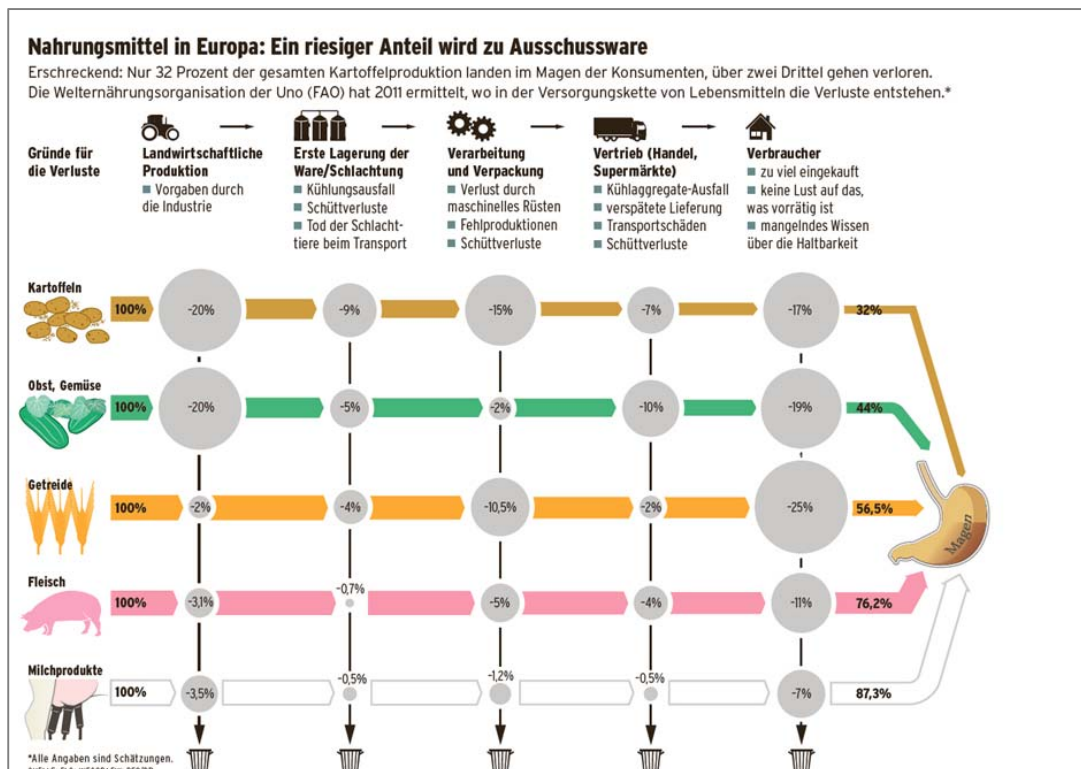 Nahrungsmittel in Europa: Ein riesiger Anteil wird zu Ausschussware
Erschreckend: Nur 32 Prozent der gesamten Kartoffelproduktion landen im Magen der Konsumenten, über zwei Drittel gehen verloren.
Die Welternährungsorganisation der Uno (FAO) hat 2011 ermittelt, wo in der Versorgungskette von Lebensmitteln die Verluste entstehen.*
Gründe für
die Verluste
Landwirtschaftliche
Produktion
Vorgaben durch
die Industrie
Erste Lagerung der
Ware/Schlachtung
Kühlungsausfall
Schüttverluste
Tod der Schlacht-
tiere beim Transport
Verarbeitung
und Verpackung
Verlust durch
maschinelles Rüsten
Fehlproduktionen
Schüttverluste
Vertrieb (Handel,
Supermärkte)
Kühlaggregate-Ausfall
verspätete Lieferung
Transportschäden
Schüttverluste
Verbraucher
zu viel eingekauft
keine Lust auf das,
was vorrätig ist
mangelndes Wissen
über die Haltbarkeit
Kartoffeln
100% -20% -9% -15% -7% -17% 32%
Obst, Gemüse
100% -20% -5% -2% -10% -19% 44%
Getreide
100% -2% -4% -10,5% -2% -25% 56,5%
Magen
Fleisch
100% -3,1% -0,7% -5% -4% -11% 76,2%
Milchprodukte
100% -3,5% -0,5% -1,2% -0,5% -7% 87,3%
*Alle Angaben sind Schätzungen.